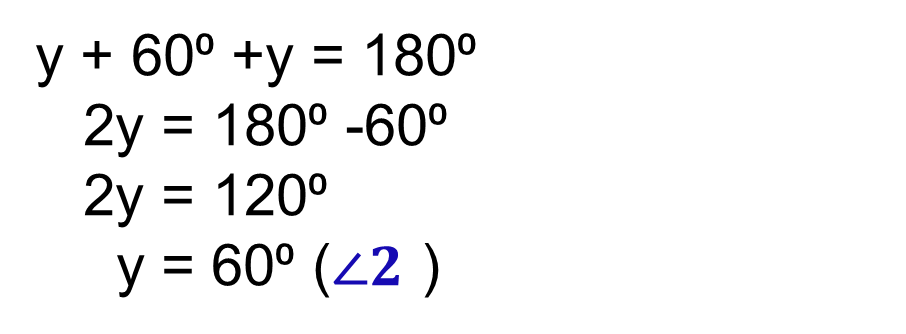 y + 60º +y = 180º
2y = 180º -60º
2y = 120º
y = 60º (∠2 )